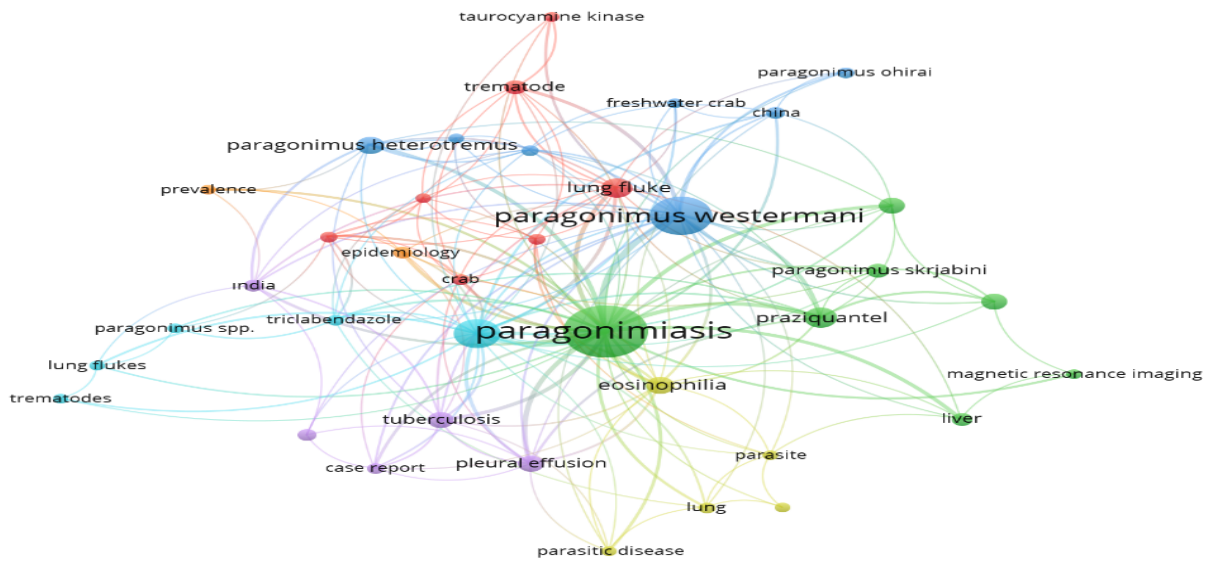 taurocyamine kinase
paragonimus ohirai
trematode
freshwater crab
china
paragonimus heterotremus
prevalence
lung fluke
paragonimus westermani
epidemiology
paragonimus skrjabini
crab
india
praziquantel
triclabendazole
paragonimus spp.
paragonimiasis
lung flukes
magnetic resonance imaging
eosinophilia
trematodes
tuberculosis
liver
parasite
pleural effusion
case report
lung
parasitic disease